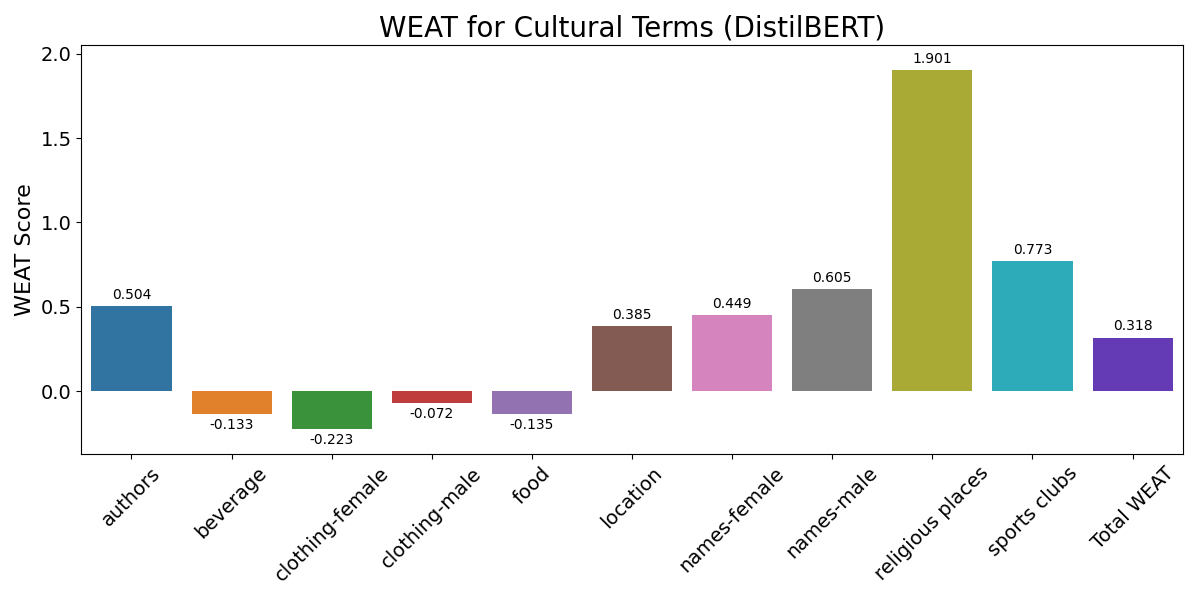 WEAT for Cultural Terms (DistilBERT)
WEAT Score
2.0
1.5
1.0
0.5
0.0
0.504
-0.133
-0.223
-0.072
-0.135
0.385
0.449
0.605
1.901
0.773
0.318
authors
beverage
clothing-female
clothing-male
food
location
names-female
names-male
religious places
sports clubs
Total WEAT